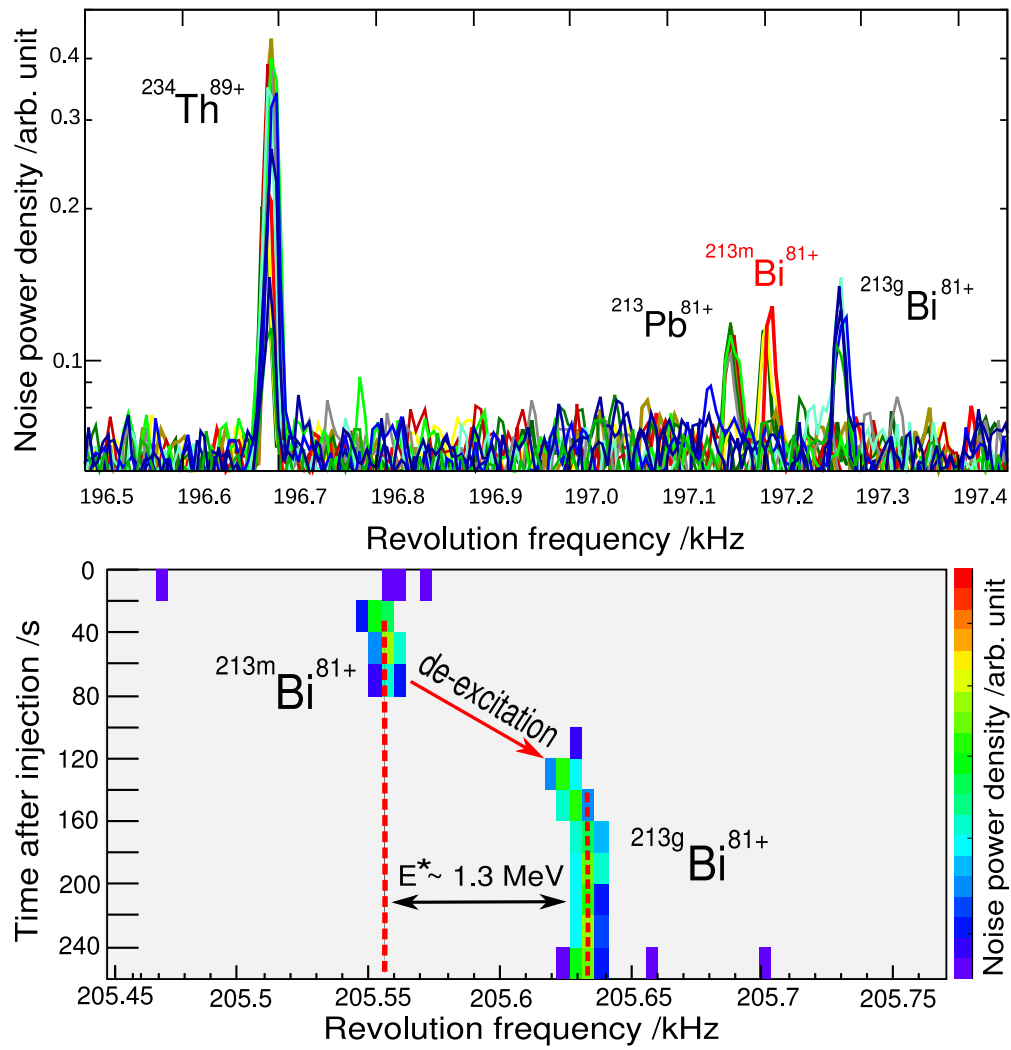 Noise power density /arb. unit
0.4
0.3
0.2
0.1
234Th89+
213mBi81+
213Pb81+
213gBi81+
196.5 196.6 196.7 196.8 196.9 197.0 197.1 197.2 197.3 197.4
Revolution frequency /kHz
Time after injection /s
0
40
80
120
160
200
240
213mBi81+
de-excitation
213gBi81+
E*~ 1.3 MeV
Noise power density /arb. unit
205.45 205.5 205.55 205.6 205.65 205.7 205.75
Revolution frequency /kHz